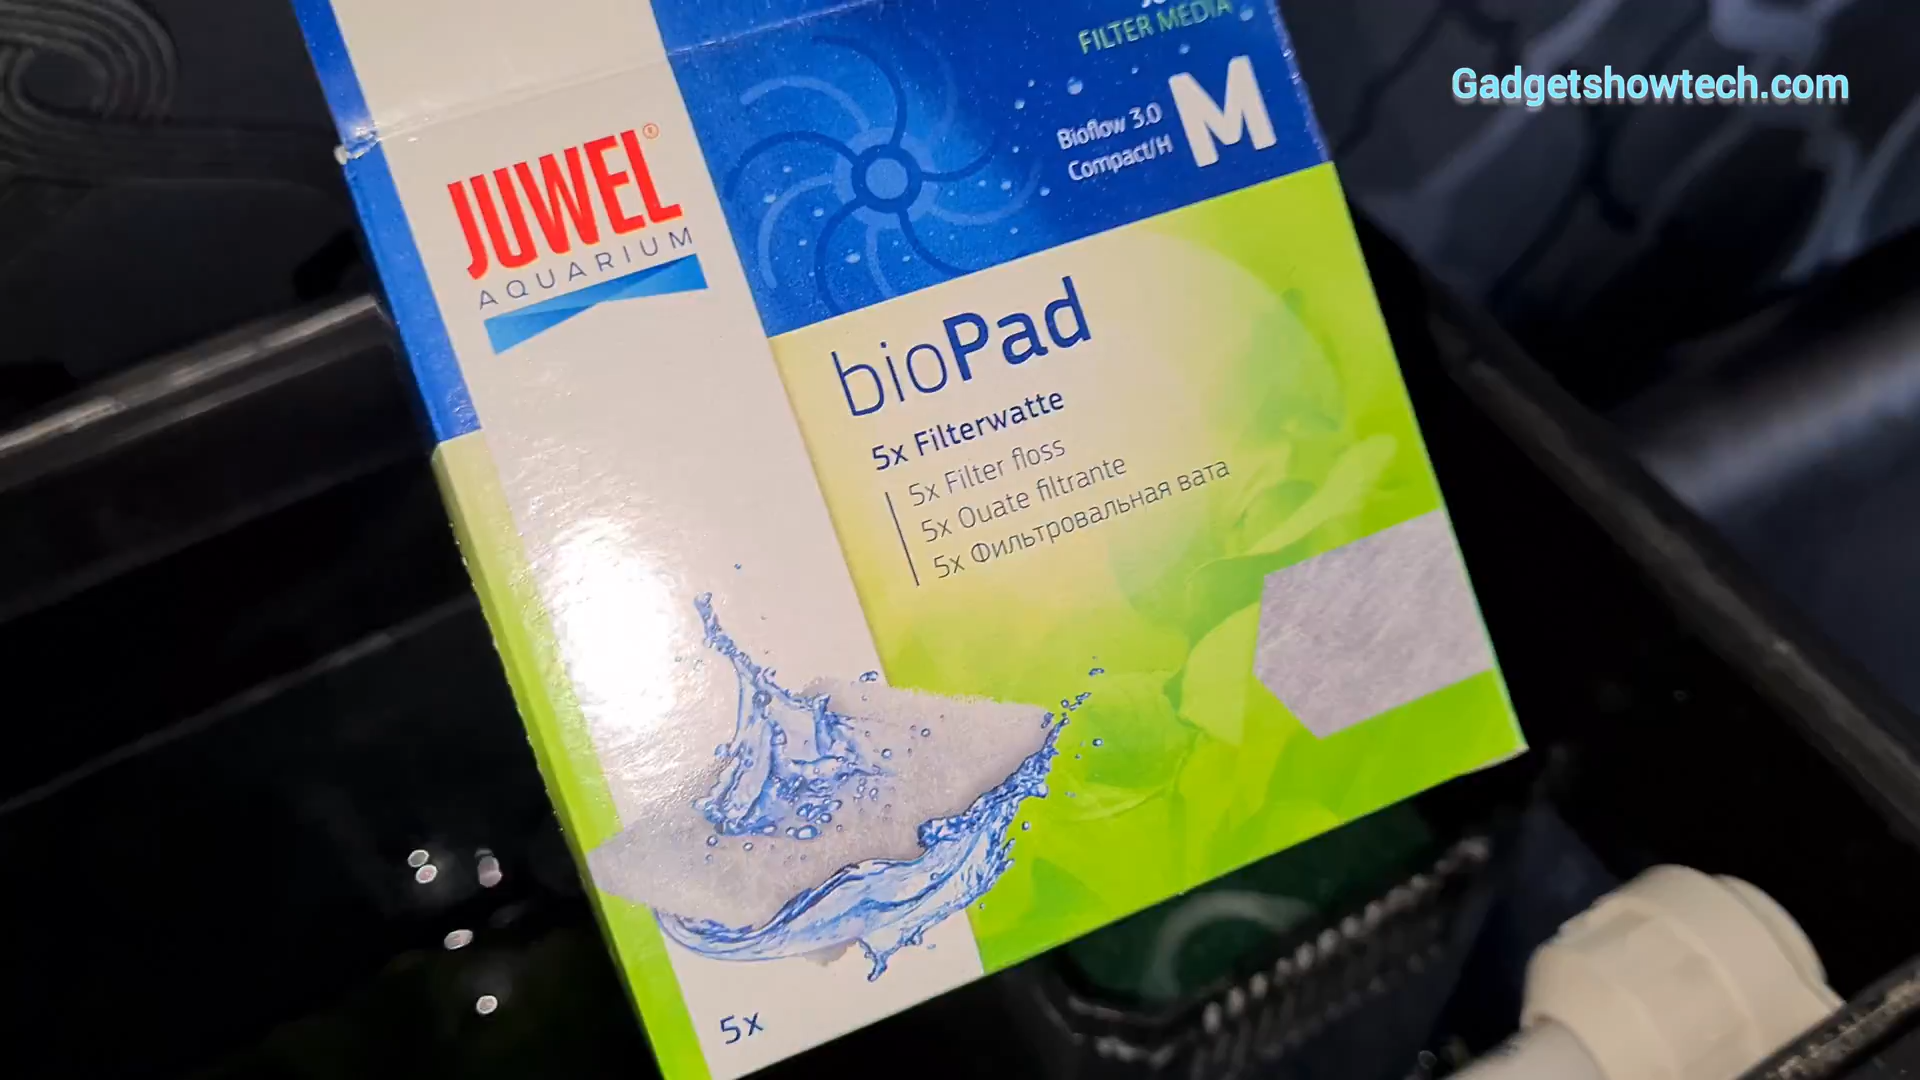 Gadgetshowtech.com
FILTER MEDIA
Bioflow 3.0
Compact/H
M
JUWEL®
AQUARIUM
bioPad
5x Filterwatte
5x Filter floss
5x Ouate filtrante
5x Фильтровальная вата
5x